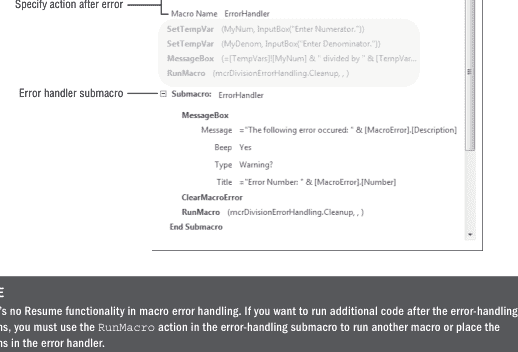 Specify action after error
Macro Name ErrorHandler
SetTempVar (MyNum, InputBox("Enter Numerator."))
SetTempVar (MyDenom, InputBox("Enter Denominator."))
MessageBox (=[TempVars]![MyNum] & " divided by " & [TempVar...
RunMacro (mcrDivisionErrorHandling.Cleanup, , )
Error handler submacro
Submacro: ErrorHandler
MessageBox
Message ="The following error occured: " & [MacroError].[Description]
Beep Yes
Type Warning?
Title ="Error Number: " & [MacroError].[Number]
ClearMacroError
RunMacro (mcrDivisionErrorHandling.Cleanup, , )
End Submacro
E
's no Resume functionality in macro error handling. If you want to run additional code after the error-handling
ns, you must use the RunMacro action in the error-handling submacro to run another macro or place the
ns in the error handler.